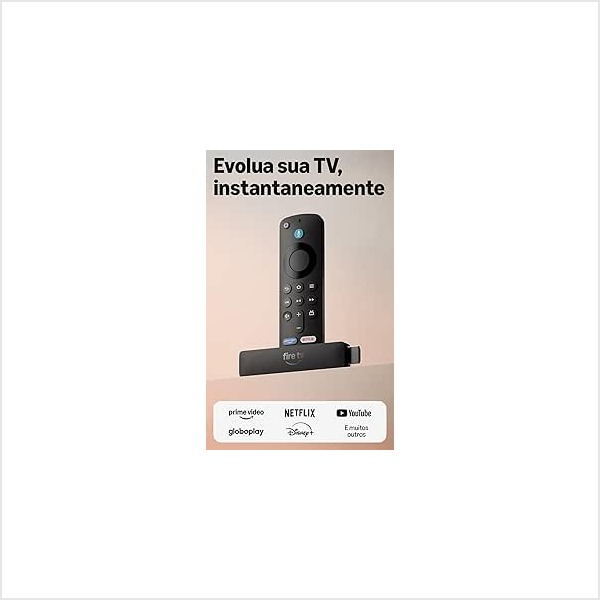 Evolua sua TV,
instantaneamente
fire tv
prime video
NETFLIX
YouTube
globoplay
Disney+
E muitos
outros